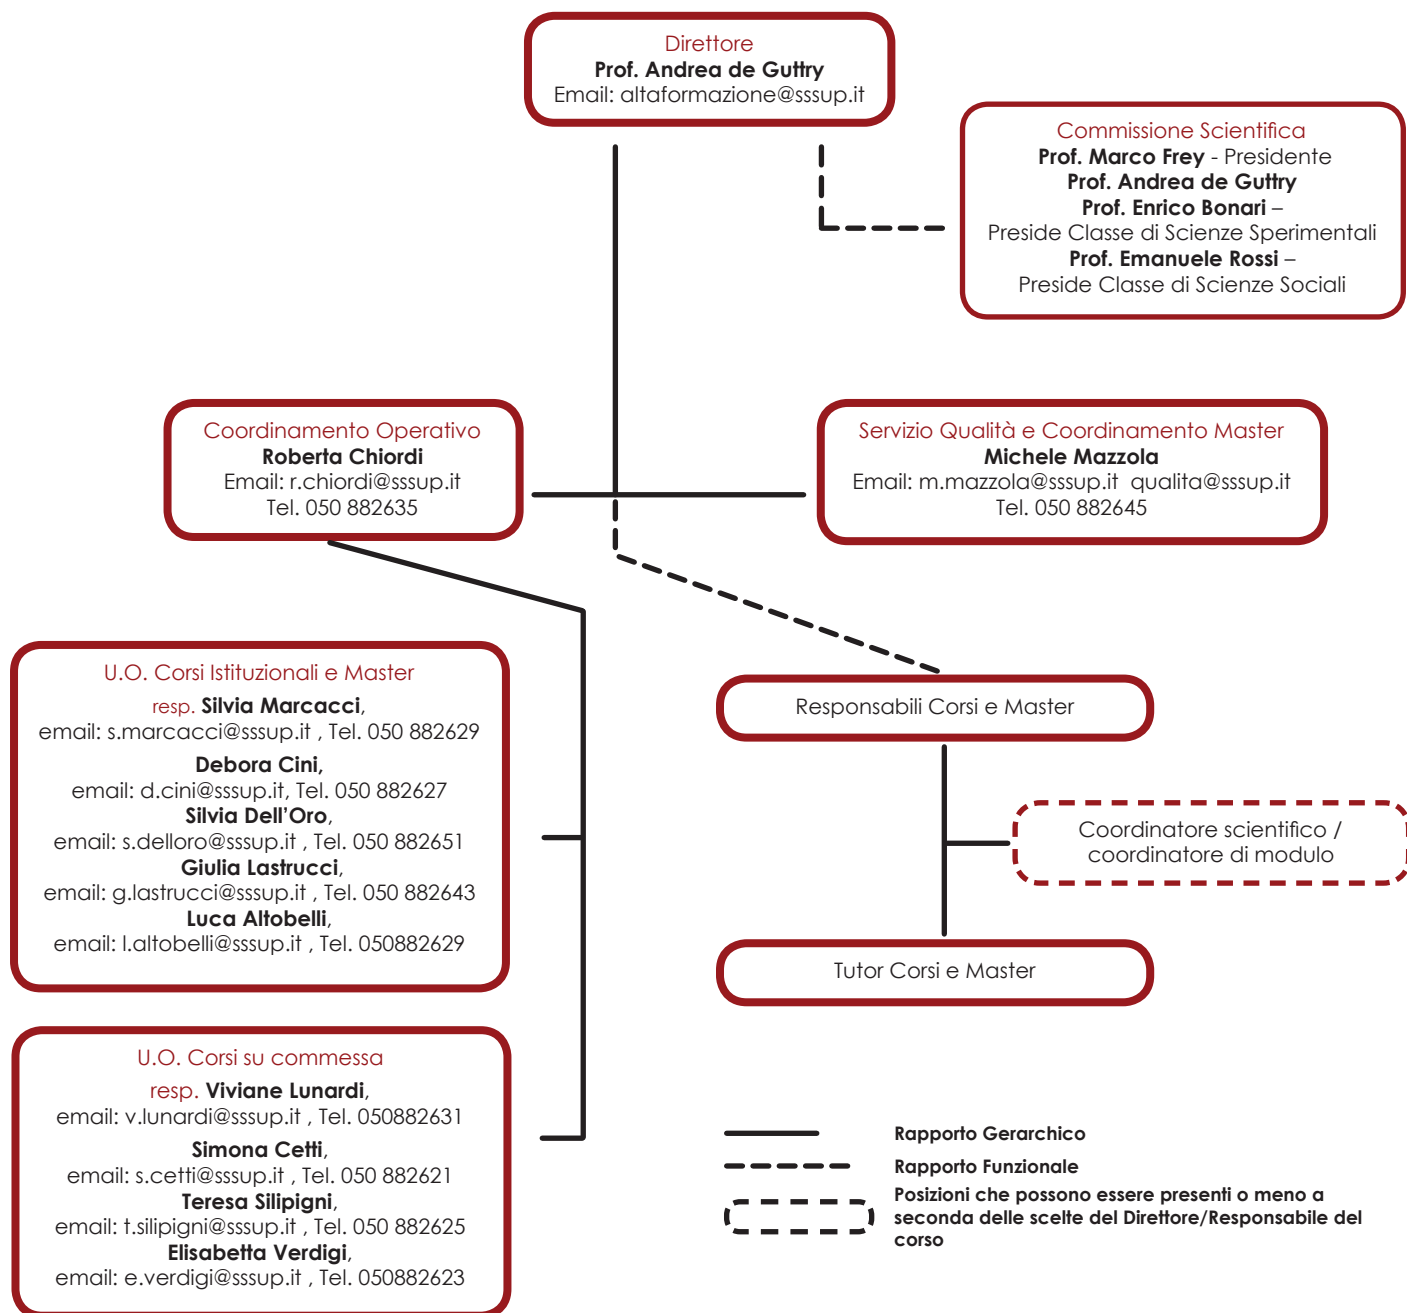 Direttore
Prof. Andrea de Guttry
Email: altaformazione@sssup.it
Commissione Scientifica
Prof. Marco Frey - Presidente
Prof. Andrea de Guttry
Prof. Enrico Bonari –
Preside Classe di Scienze Sperimentali
Prof. Emanuele Rossi –
Preside Classe di Scienze Sociali
Coordinamento Operativo
Roberta Chiordi
Email: r.chiordi@sssup.it
Tel. 050 882635
Servizio Qualità e Coordinamento Master
Michele Mazzola
Email: m.mazzola@sssup.it  qualita@sssup.it
Tel. 050 882645
U.O. Corsi Istituzionali e Master
resp. Silvia Marcacci,
email: s.marcacci@sssup.it , Tel. 050 882629
Debora Cini,
email: d.cini@sssup.it, Tel. 050 882627
Silvia Dell’Oro,
email: s.delloro@sssup.it , Tel. 050 882651
Giulia Lastrucci,
email: g.lastrucci@sssup.it , Tel. 050 882643
Luca Altobelli,
email: l.altobelli@sssup.it , Tel. 050882629
Responsabili Corsi e Master
Coordinatore scientifico /
coordinatore di modulo
Tutor Corsi e Master
U.O. Corsi su commessa
resp. Viviane Lunardi,
email: v.lunardi@sssup.it , Tel. 050882631
Simona Cetti,
email: s.cetti@sssup.it , Tel. 050 882621
Teresa Silipigni,
email: t.silipigni@sssup.it , Tel. 050 882625
Elisabetta Verdigi,
email: e.verdigi@sssup.it , Tel. 050882623
Rapporto Gerarchico
Rapporto Funzionale
Posizioni che possono essere presenti o meno a
seconda delle scelte del Direttore/Responsabile del
corso